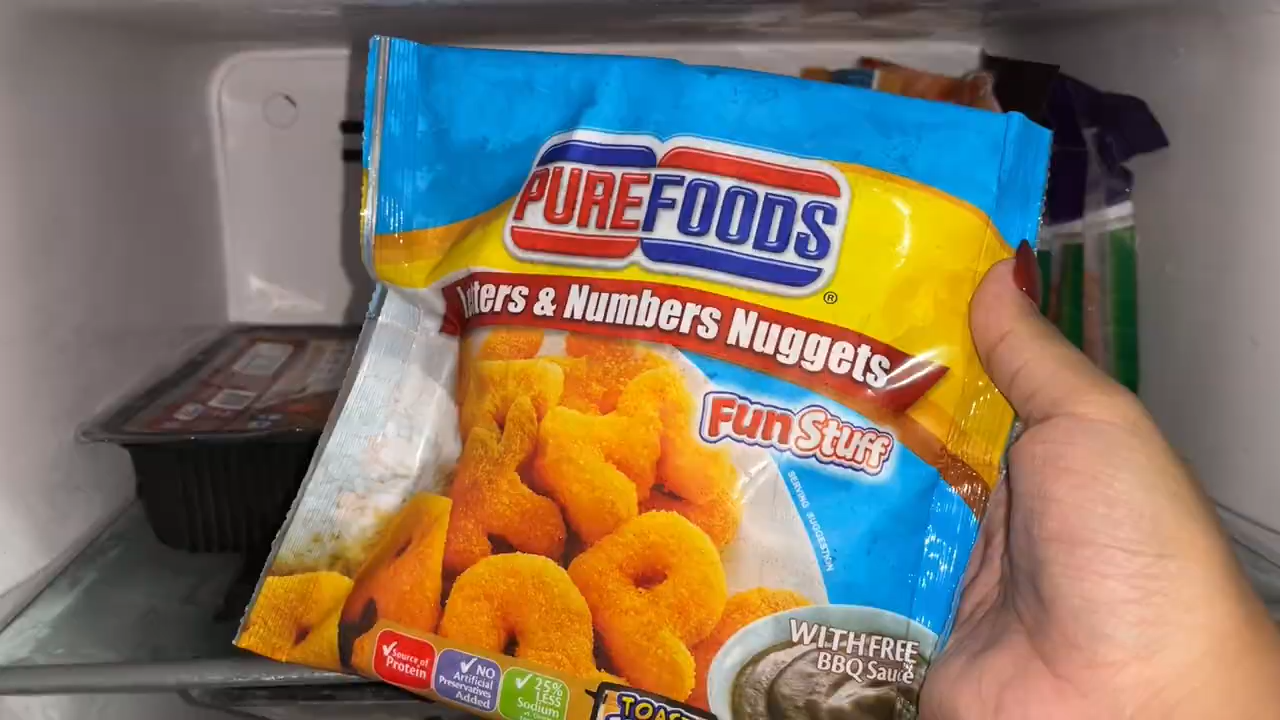 PUREFOODS
®
Letters & Numbers Nuggets
Fun Stuff
SERVING SUGGESTION
WITH FREE
BBQ Sauce
Source of
Protein
NO
Artificial
Preservatives
Added
25%
LESS
Sodium